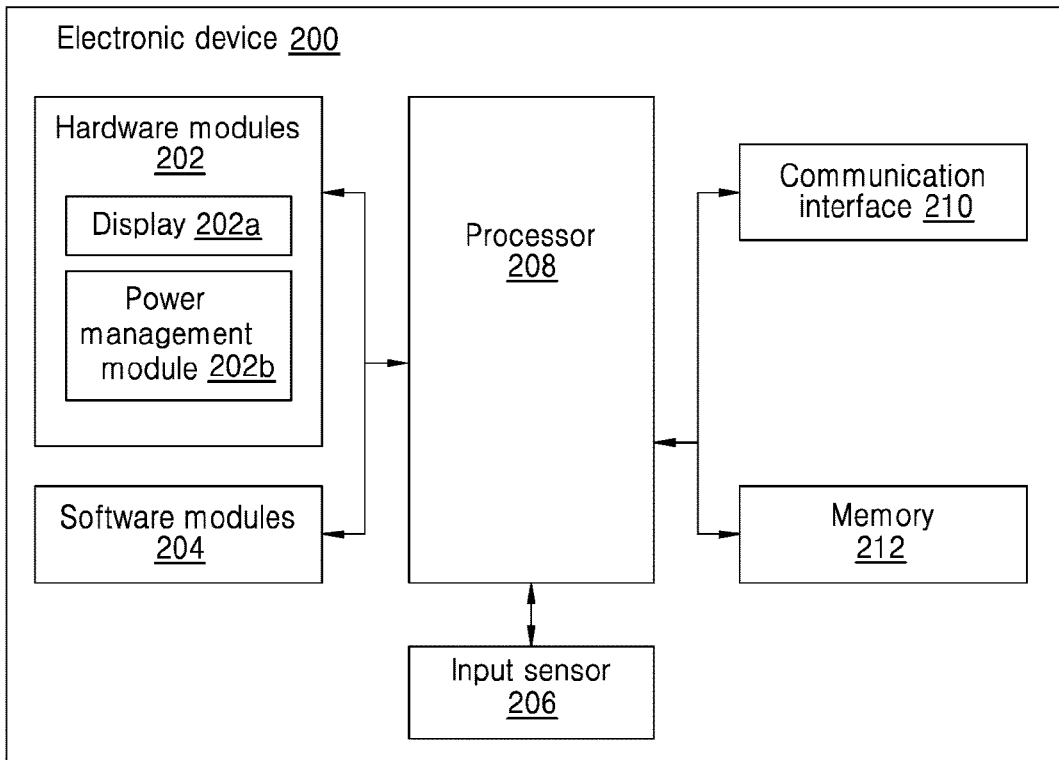 Electronic device 200
Hardware modules
202
Display 202a
Power
management
module 202b
Software modules
204
Processor
208
Input sensor
206
Communication
interface 210
Memory
212